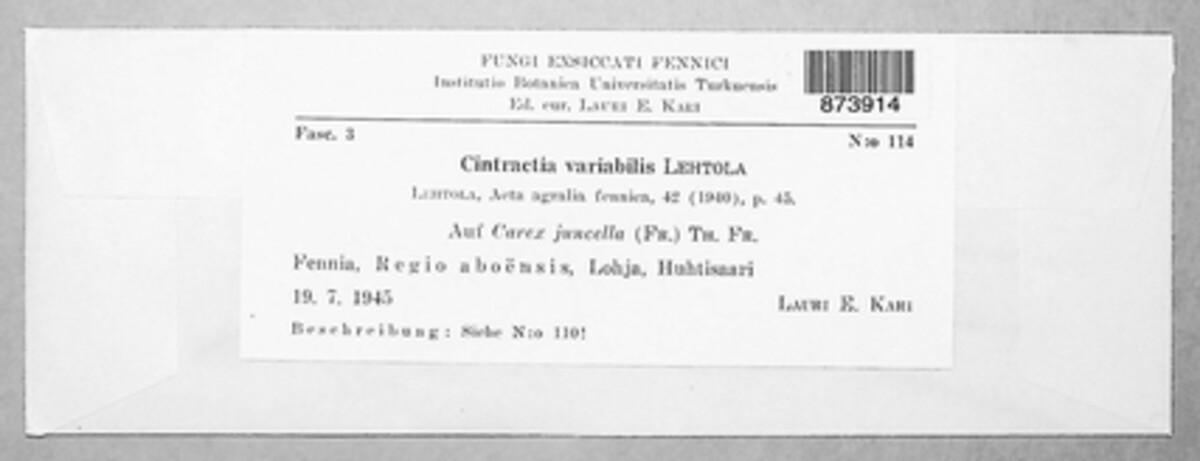 FUNGI EXSICCATI FENNICI
Institutio Botanica Universitatis Turkuensis
Ed. cur. LAURI E. KARI
873914
Fasc. 3
N:o 114
Cintractia variabilis LEHTOLA
LEHTOLA, Acta agralia fennica, 42 (1940), p. 45.
Auf Carex juncella (FR.) TH. FR.
Fennia, Regio aboënsis, Lohja, Huhtisaari
19. 7. 1945
LAURI E. KARI
Beschreibung: Siehe N:o 110!